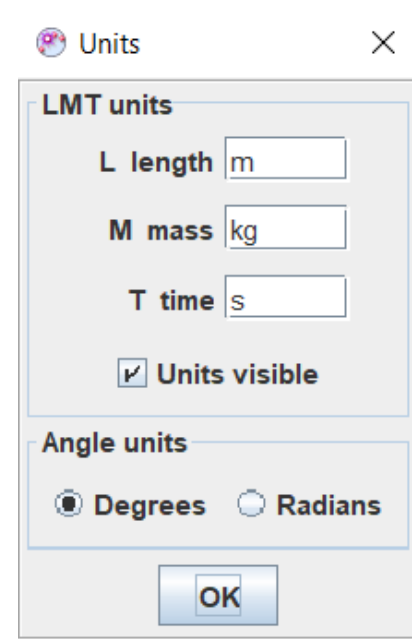 Units
LMT units
L length m
M mass kg
T time s
Units visible
Angle units
Degrees Radians
OK